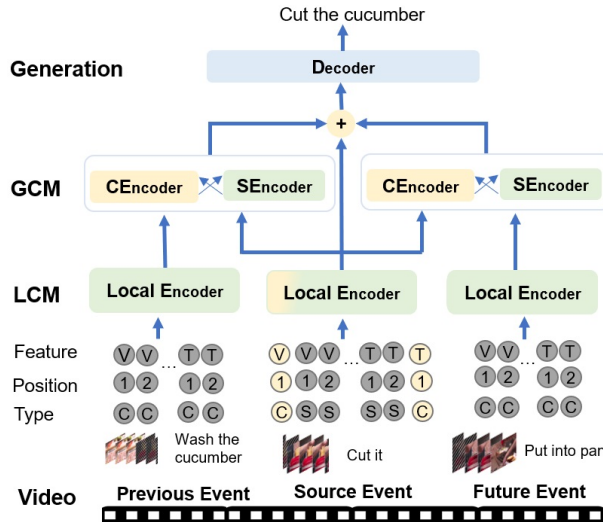 Cut the cucumber
Generation
Decoder
+
GCM
CEncoder
SEncoder
CEncoder
SEncoder
LCM
Local Encoder
Local Encoder
Local Encoder
Feature
V V ... T T
V V V ... T T T
V V ... T T
Position
1 2 1 2
1 1 2 1 2 1
1 2 1 2
Type
C C C C
C S S S S C
C C C C
Wash the
cucumber
Cut it
Put into pan
Video
Previous Event
Source Event
Future Event